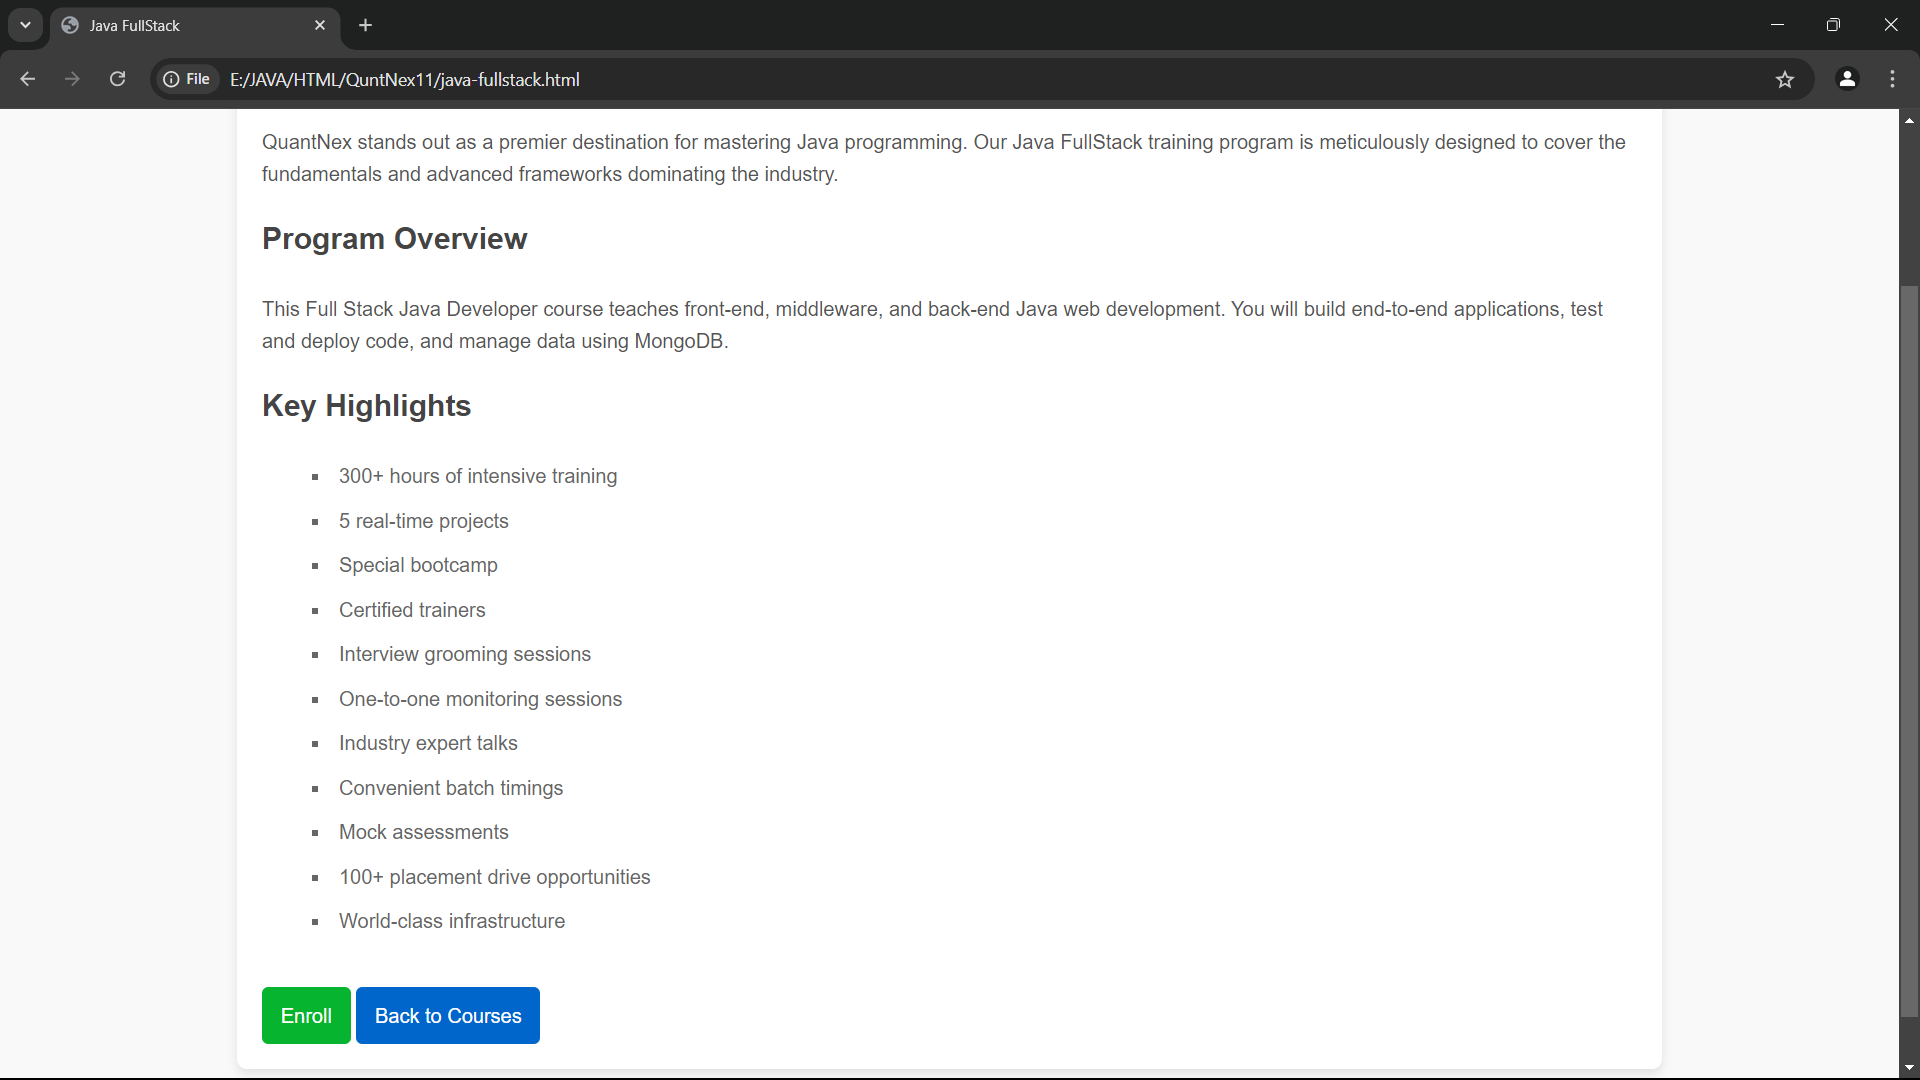 Java FullStack
File
E:/JAVA/HTML/QuntNex11/java-fullstack.html
QuantNex stands out as a premier destination for mastering Java programming. Our Java FullStack training program is meticulously designed to cover the
fundamentals and advanced frameworks dominating the industry.
Program Overview
This Full Stack Java Developer course teaches front-end, middleware, and back-end Java web development. You will build end-to-end applications, test
and deploy code, and manage data using MongoDB.
Key Highlights
300+ hours of intensive training
5 real-time projects
Special bootcamp
Certified trainers
Interview grooming sessions
One-to-one monitoring sessions
Industry expert talks
Convenient batch timings
Mock assessments
100+ placement drive opportunities
World-class infrastructure
Enroll
Back to Courses